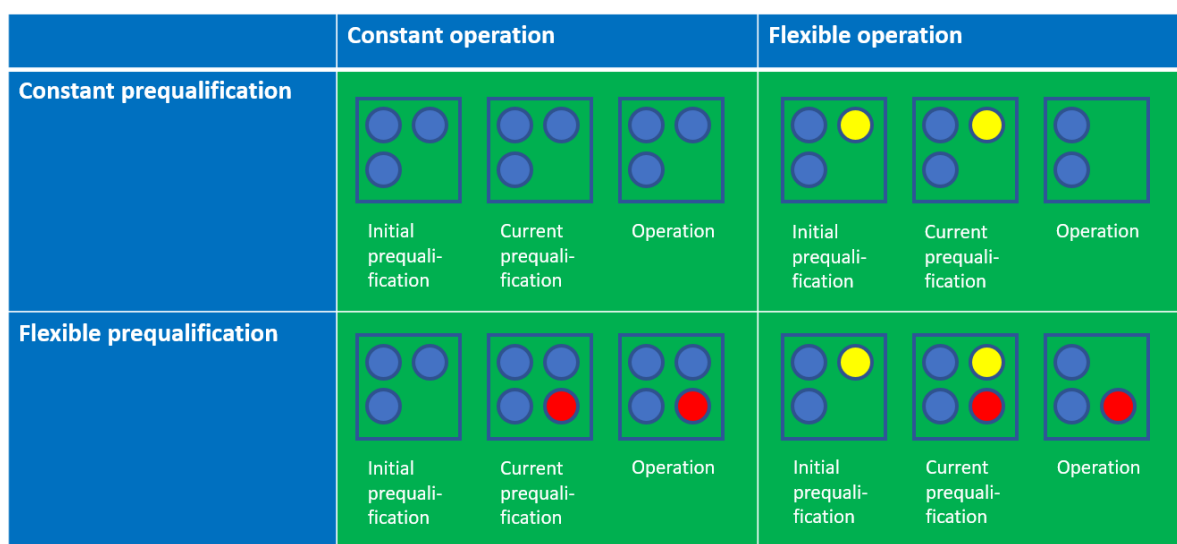 Constant operation
Flexible operation
Constant prequalification
Initial
prequali-
fication
Current
prequali-
fication
Operation
Initial
prequali-
fication
Current
prequali-
fication
Operation
Flexible prequalification
Initial
prequali-
fication
Current
prequali-
fication
Operation
Initial
prequali-
fication
Current
prequali-
fication
Operation